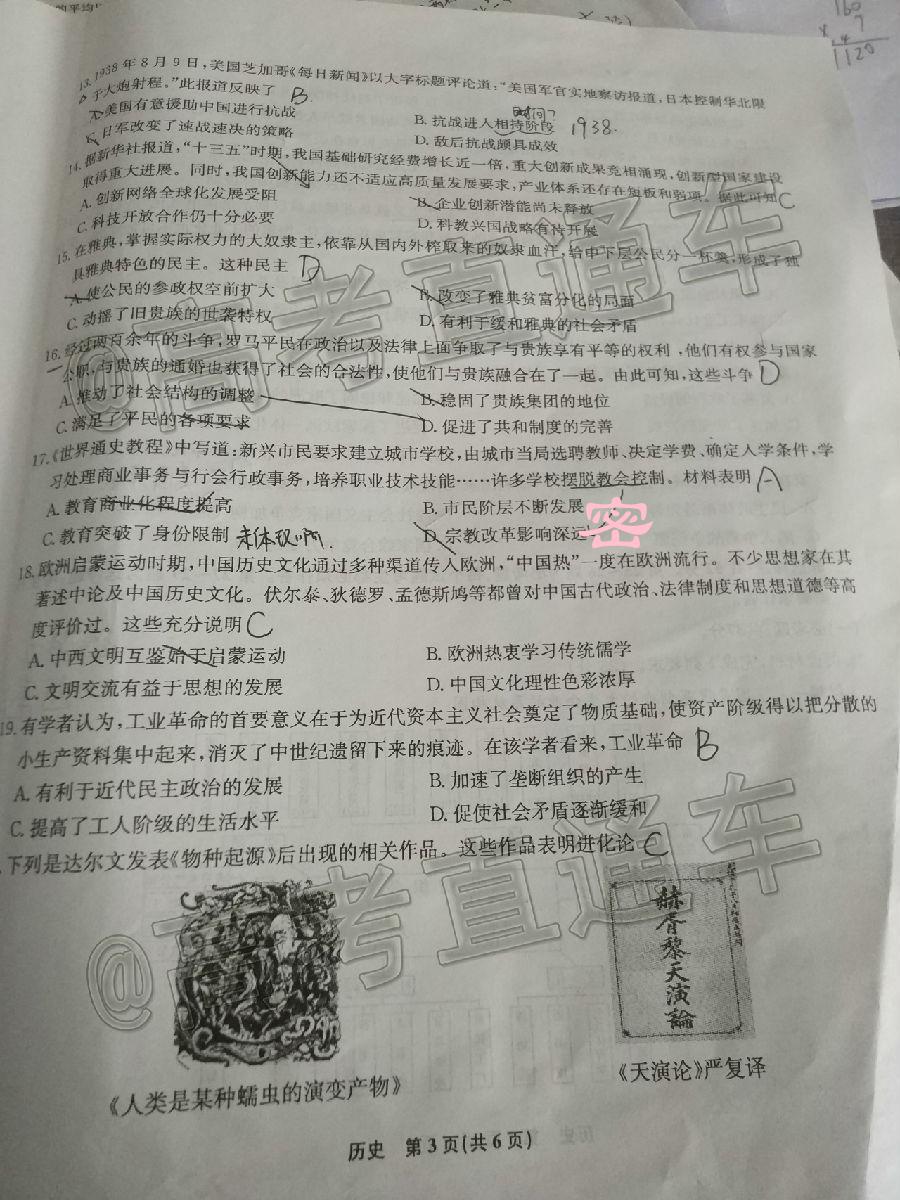 160
× 7
1120
13. 1938年8月9日，美国芝加哥《每日新闻》以大字标题评论道："美国军官实地察访报道，日本控制华北限
于大炮射程。"此报道反映了 B
A. 美国有意援助中国进行抗战
B. 抗战进入相持阶段 时间? 1938.
C. 日军改变了速战速决的策略
D. 敌后抗战颇具成效
14. 据新华社报道，"十三五"时期，我国基础研究经费增长近一倍，重大创新成果竞相涌现，创新型国家建设
取得重大进展。同时，我国创新能力还不适应高质量发展要求，产业体系还存在短板和弱项。据此可知 C
A. 创新网络全球化发展受阻
B. 企业创新潜能尚未释放
C. 科技开放合作仍十分必要
D. 科教兴国战略有待开展
15. 在雅典，掌握实际权力的大奴隶主，依靠从国内外榨取来的奴隶血汗，给中下层公民分一杯羹，形成了独
具雅典特色的民主。这种民主 D
A. 使公民的参政权空前扩大
B. 改变了雅典贫富分化的局面
C. 动摇了旧贵族的世袭特权
D. 有利于缓和雅典的社会矛盾
16. 经过两百余年的斗争，罗马平民在政治以及法律上面争取了与贵族享有平等的权利，他们有权参与国家
公职，与贵族的通婚也获得了社会的合法性，使他们与贵族融合在了一起。由此可知，这些斗争 D
A. 推动了社会结构的调整
B. 稳固了贵族集团的地位
C. 满足了平民的各项要求
D. 促进了共和制度的完善
17.《世界通史教程》中写道：新兴市民要求建立城市学校，由城市当局选聘教师、决定学费、确定入学条件，学
习处理商业事务与行会行政事务，培养职业技术技能……许多学校摆脱教会控制。材料表明 A
A. 教育商业化程度提高
B. 市民阶层不断发展
C. 教育突破了身份限制 未体现
D. 宗教改革影响深远
密
18. 欧洲启蒙运动时期，中国历史文化通过多种渠道传入欧洲，"中国热"一度在欧洲流行。不少思想家在其
著述中论及中国历史文化。伏尔泰、狄德罗、孟德斯鸠等都曾对中国古代政治、法律制度和思想道德等高
度评价过。这些充分说明 C
A. 中西文明互鉴始于启蒙运动
B. 欧洲热衷学习传统儒学
C. 文明交流有益于思想的发展
D. 中国文化理性色彩浓厚
19. 有学者认为，工业革命的首要意义在于为近代资本主义社会奠定了物质基础，使资产阶级得以把分散的
小生产资料集中起来，消灭了中世纪遗留下来的痕迹。在该学者看来，工业革命 B
A. 有利于近代民主政治的发展
B. 加速了垄断组织的产生
C. 提高了工人阶级的生活水平
D. 促使社会矛盾逐渐缓和
下列是达尔文发表《物种起源》后出现的相关作品。这些作品表明进化论 C
赫胥黎天演論
《人类是某种蠕虫的演变产物》
《天演论》严复译
历史 第3页(共6页)
@高考直通车
@高考直通车